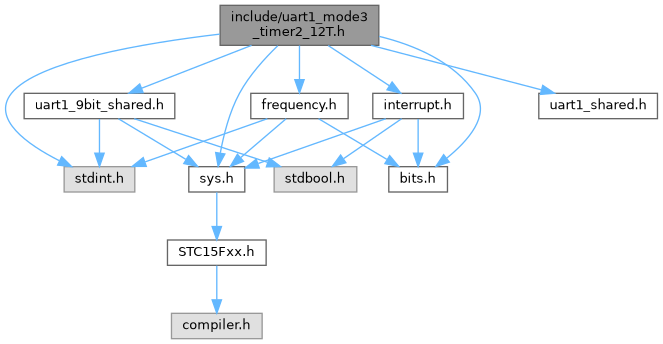 include/uart1_mode3
_timer2_12T.h
uart1_9bit_shared.h
frequency.h
interrupt.h
uart1_shared.h
stdint.h
sys.h
stdbool.h
bits.h
STC15Fxx.h
compiler.h